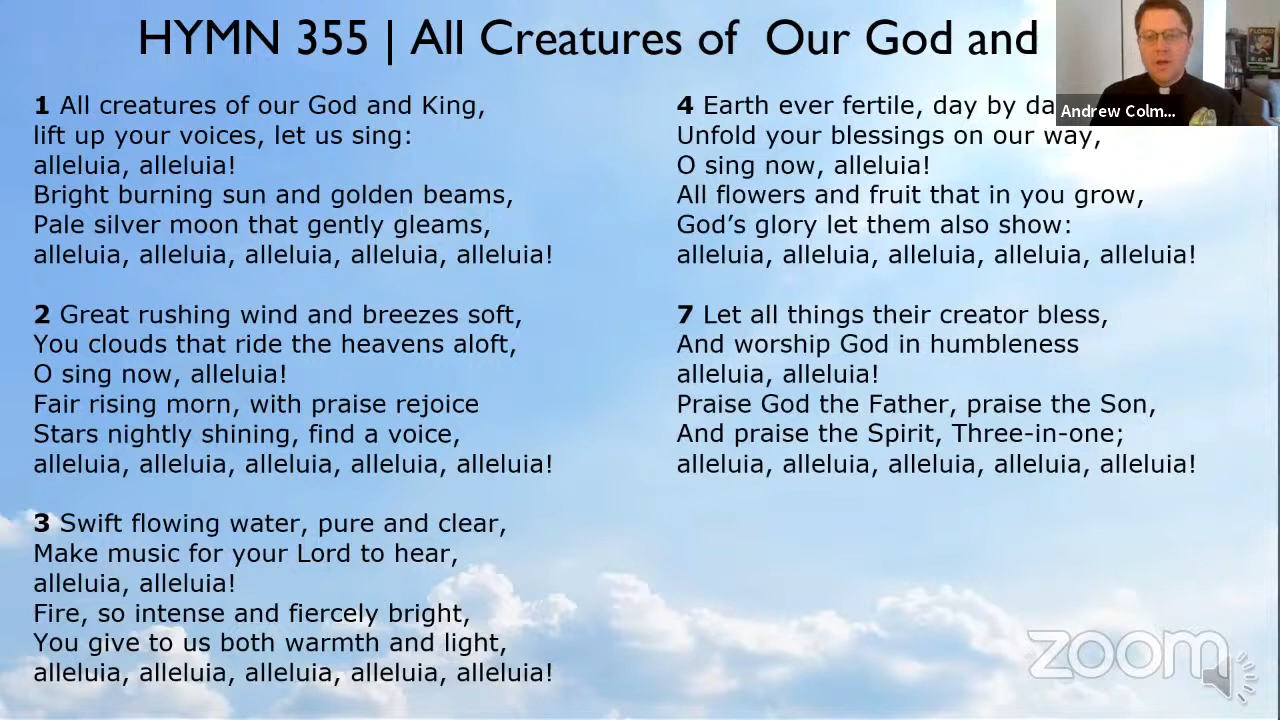 HYMN 355 | All Creatures of Our God and
1 All creatures of our God and King,
lift up your voices, let us sing:
alleluia, alleluia!
Bright burning sun and golden beams,
Pale silver moon that gently gleams,
alleluia, alleluia, alleluia, alleluia, alleluia!
2 Great rushing wind and breezes soft,
You clouds that ride the heavens aloft,
O sing now, alleluia!
Fair rising morn, with praise rejoice
Stars nightly shining, find a voice,
alleluia, alleluia, alleluia, alleluia, alleluia!
3 Swift flowing water, pure and clear,
Make music for your Lord to hear,
alleluia, alleluia!
Fire, so intense and fiercely bright,
You give to us both warmth and light,
alleluia, alleluia, alleluia, alleluia, alleluia!
4 Earth ever fertile, day by da
Unfold your blessings on our way,
O sing now, alleluia!
All flowers and fruit that in you grow,
God’s glory let them also show:
alleluia, alleluia, alleluia, alleluia, alleluia!
7 Let all things their creator bless,
And worship God in humbleness
alleluia, alleluia!
Praise God the Father, praise the Son,
And praise the Spirit, Three-in-one;
alleluia, alleluia, alleluia, alleluia, alleluia!
Andrew Colm...
zoom